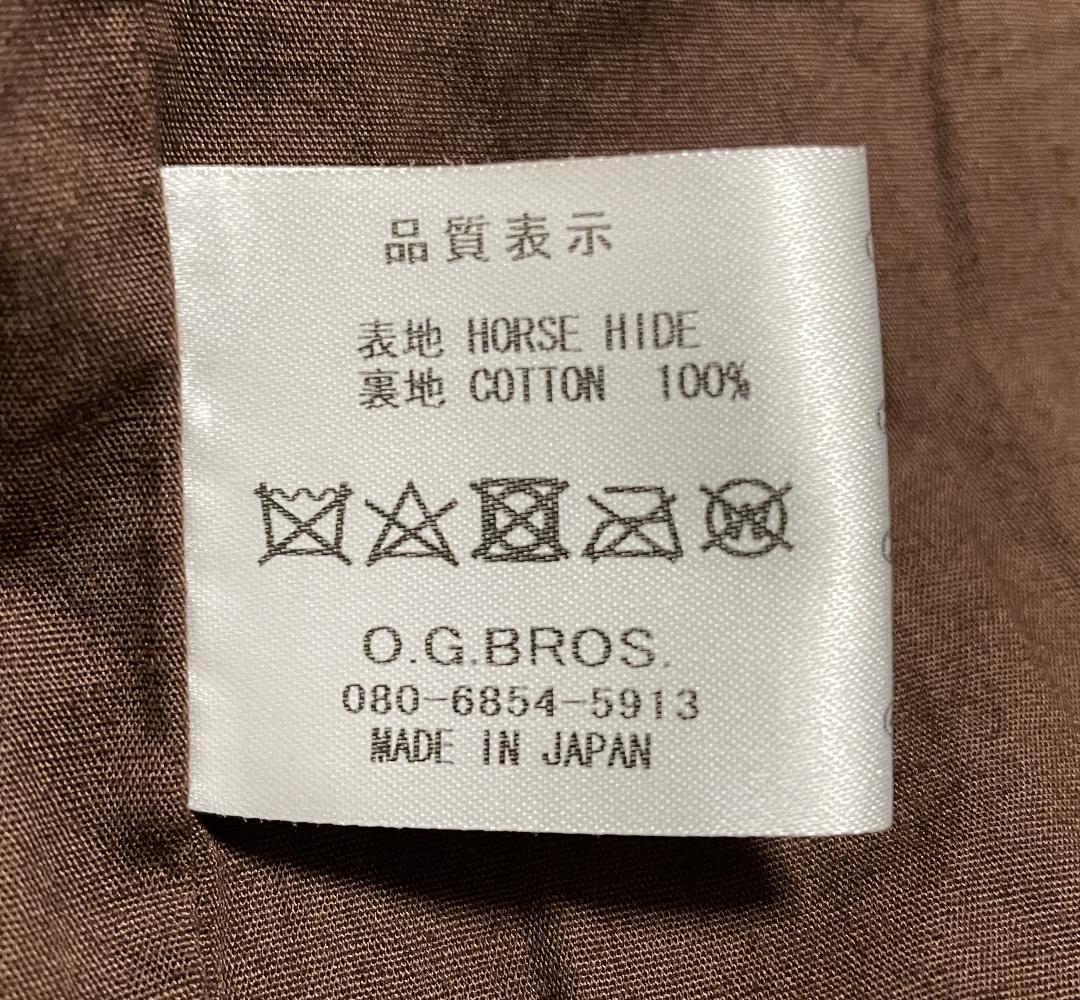 品質表示
表地 HORSE HIDE
裏地 COTTON 100%
W
O.G.BROS.
080-6854-5913
MADE IN JAPAN